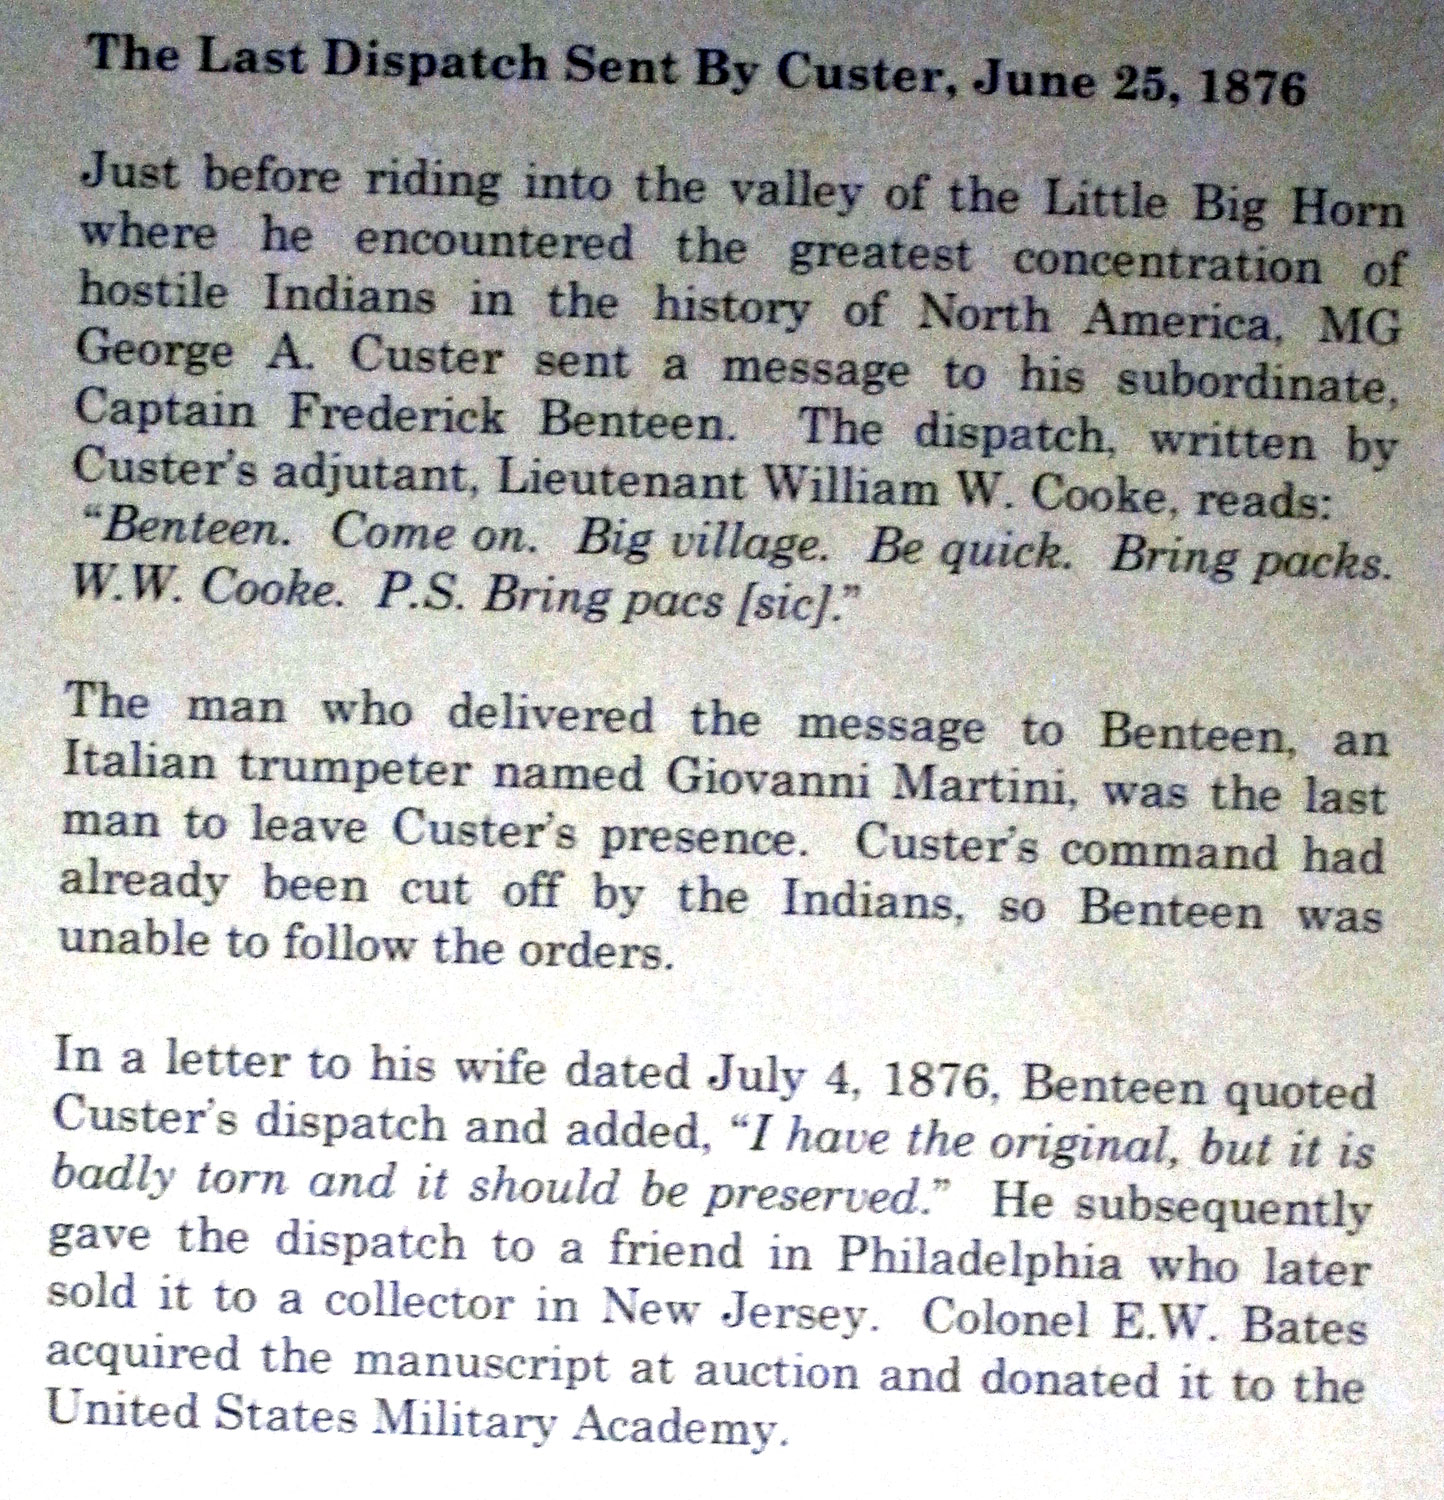 The Last Dispatch Sent By Custer, June 25, 1876
Just before riding into the valley of the Little Big Horn
where he encountered the greatest concentration of
hostile Indians in the history of North America, MG
George A. Custer sent a message to his subordinate,
Captain Frederick Benteen. The dispatch, written by
Custer's adjutant, Lieutenant William W. Cooke, reads:
"Benteen. Come on. Big village. Be quick. Bring packs.
W.W. Cooke. P.S. Bring pacs [sic]."
The man who delivered the message to Benteen, an
Italian trumpeter named Giovanni Martini, was the last
man to leave Custer's presence. Custer's command had
already been cut off by the Indians, so Benteen was
unable to follow the orders.
In a letter to his wife dated July 4, 1876, Benteen quoted
Custer's dispatch and added, "I have the original, but it is
badly torn and it should be preserved." He subsequently
gave the dispatch to a friend in Philadelphia who later
sold it to a collector in New Jersey. Colonel E.W. Bates
acquired the manuscript at auction and donated it to the
United States Military Academy.